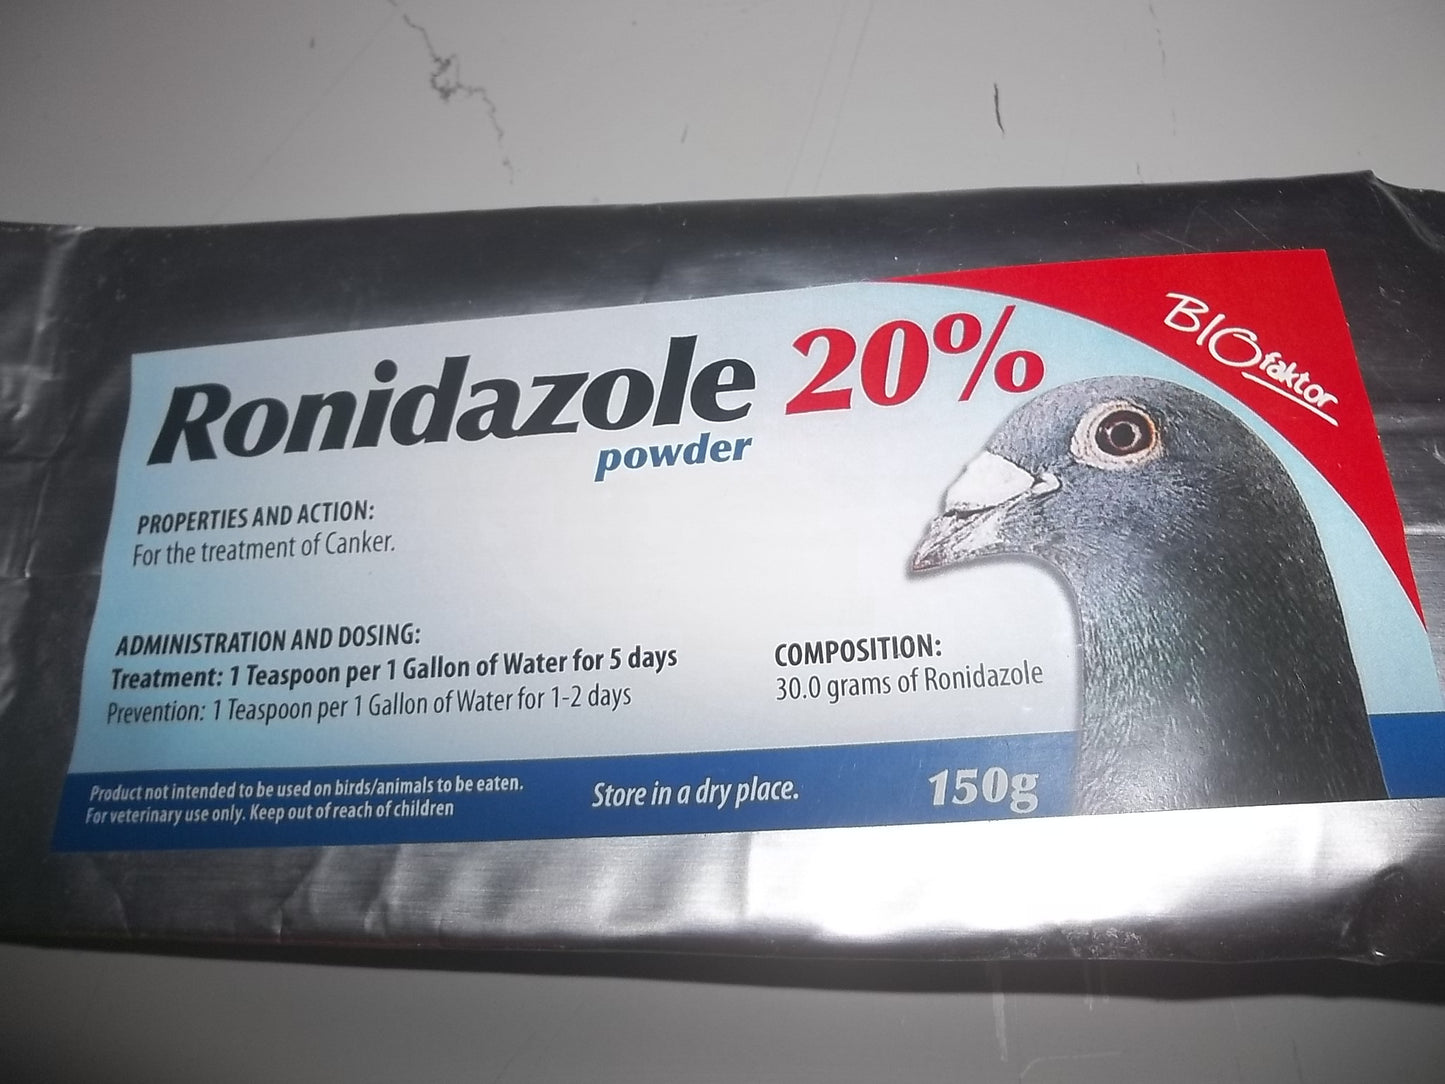 BIOfaktor
Ronidazole 20%
powder
PROPERTIES AND ACTION:
For the treatment of Canker.
ADMINISTRATION AND DOSING:
Treatment: 1 Teaspoon per 1 Gallon of Water for 5 days
Prevention: 1 Teaspoon per 1 Gallon of Water for 1-2 days
COMPOSITION:
30.0 grams of Ronidazole
Product not intended to be used on birds/animals to be eaten.
For veterinary use only. Keep out of reach of children
Store in a dry place.
150g